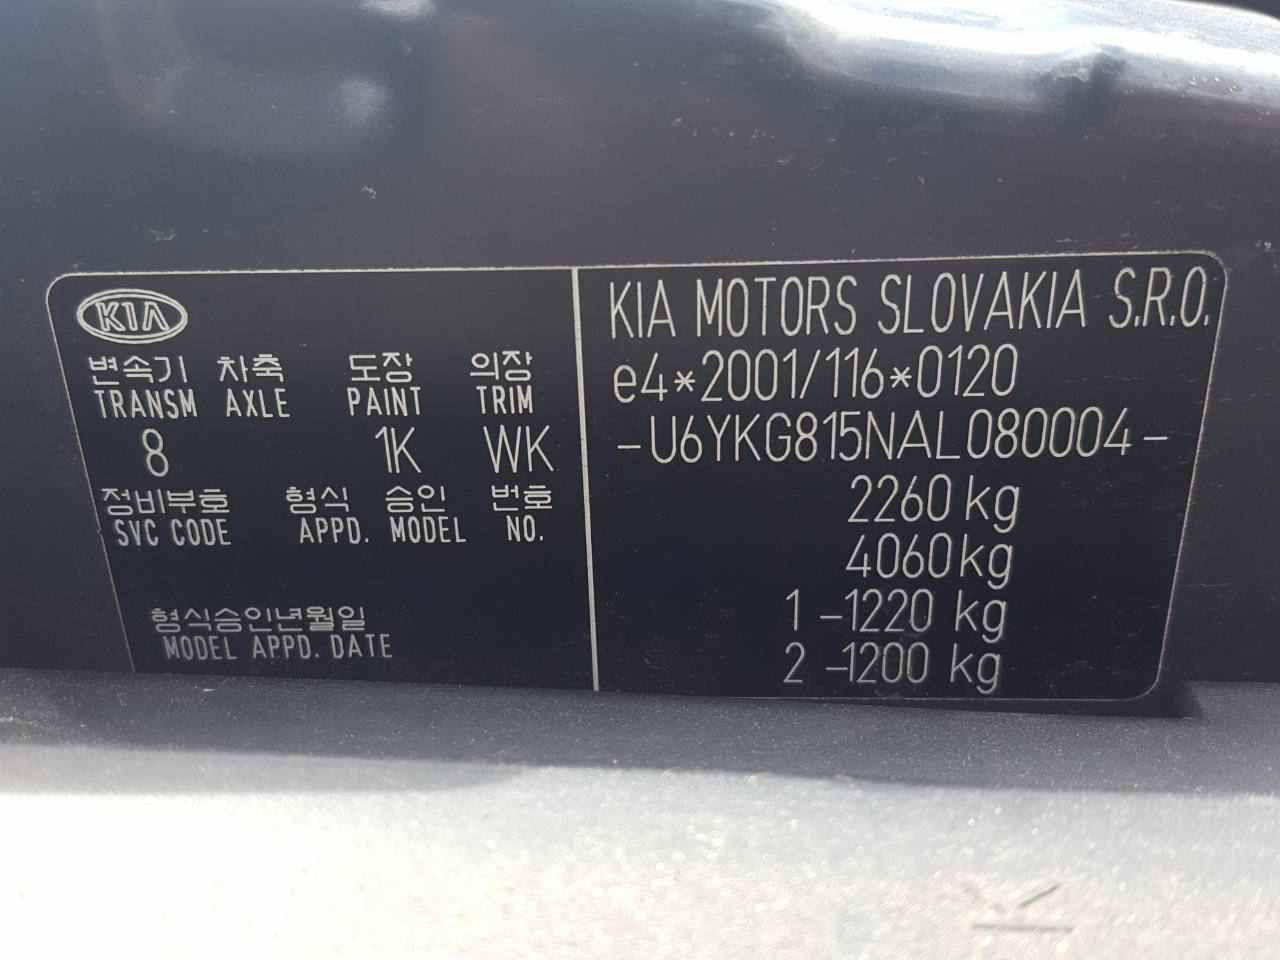 KIA
변속기 차축 도장 의장
TRANSM AXLE PAINT TRIM
8 1K WK
정비부호 형식 승인 번호
SVC CODE APPD. MODEL NO.
형식승인년월일
MODEL APPD. DATE
KIA MOTORS SLOVAKIA S.R.O.
e4*2001/116*0120
-U6YKG815NAL080004-
2260 kg
4060 kg
1 -1220 kg
2 -1200 kg